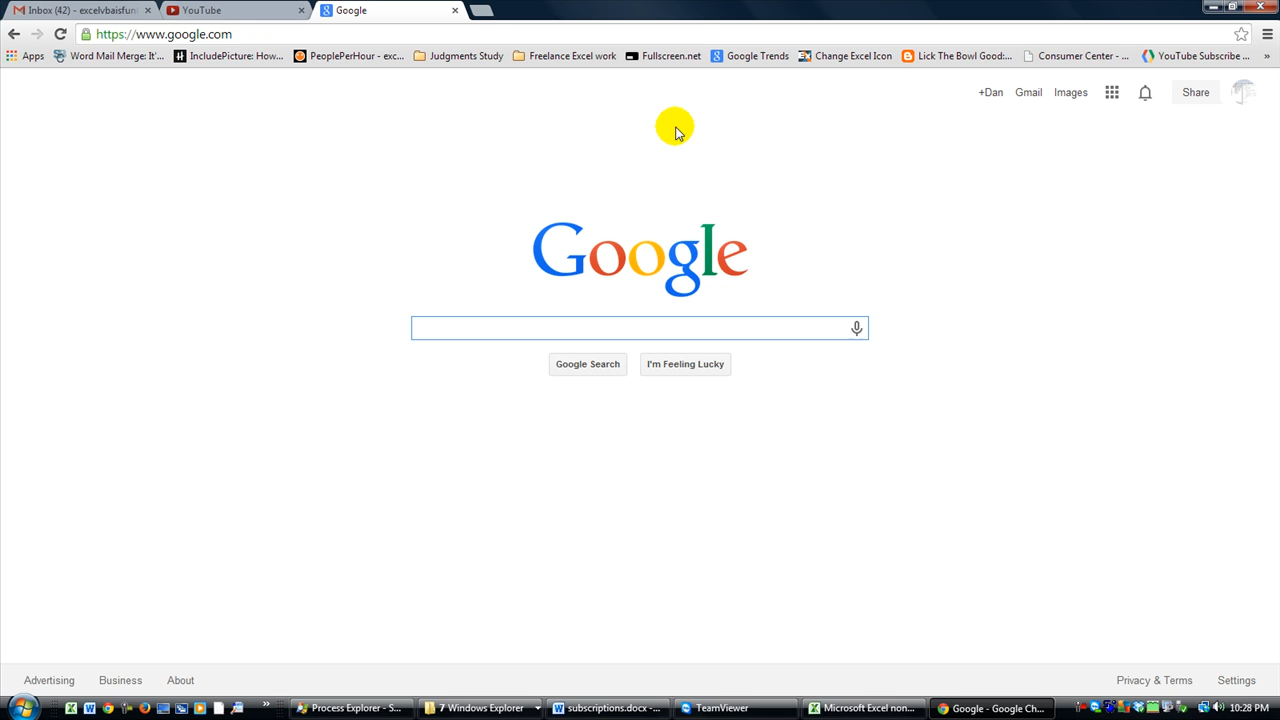 Inbox (42) - excelvbaisfun
YouTube
Google
https://www.google.com
Apps
Word Mail Merge: It'...
IncludePicture: How...
PeoplePerHour - exc...
Judgments Study
Freelance Excel work
Fullscreen.net
Google Trends
Change Excel Icon
Lick The Bowl Good:...
Consumer Center - ...
YouTube Subscribe ...
»
+Dan
Gmail
Images
Share
Google
Google Search
I'm Feeling Lucky
Advertising
Business
About
Privacy & Terms
Settings
»
Process Explorer - S...
7 Windows Explorer
subscriptions.docx -...
TeamViewer
Microsoft Excel non...
Google - Google Ch...
10:28 PM